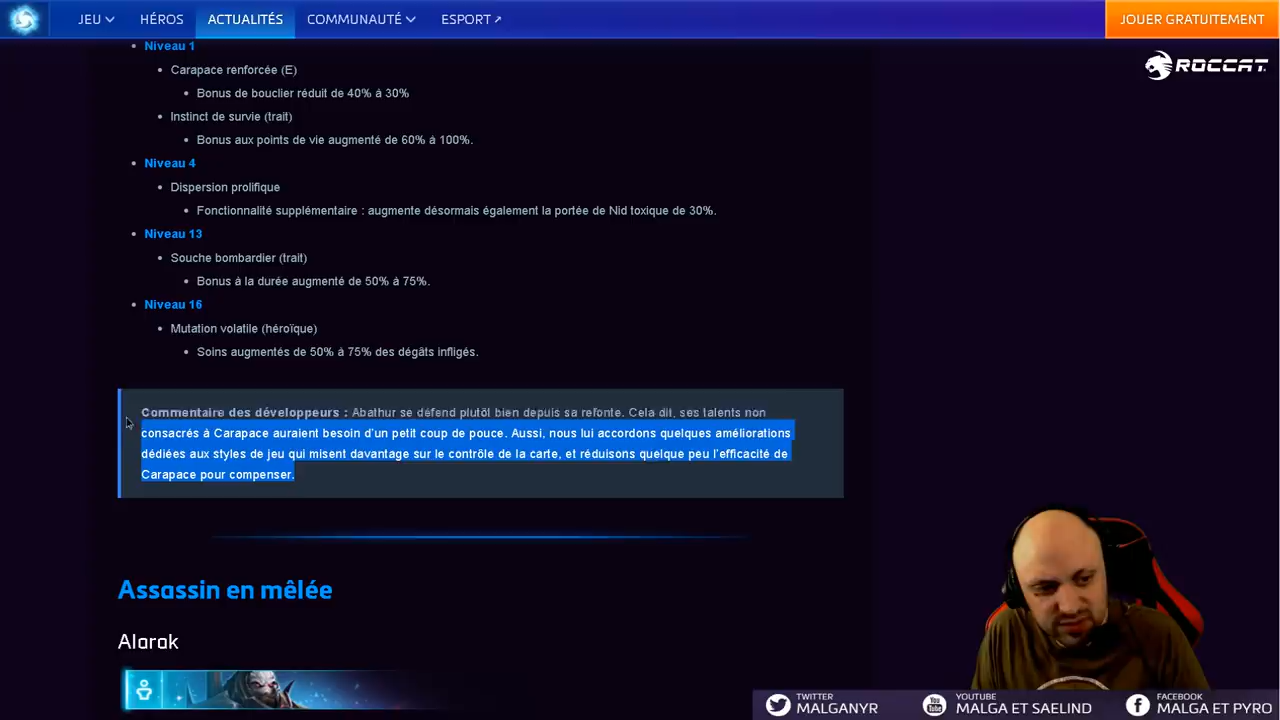 JEU HÉROS ACTUALITÉS COMMUNAUTÉ ESPORT JOUER GRATUITEMENT
ROCCAT
Niveau 1
Carapace renforcée (E)
Bonus de bouclier réduit de 40% à 30%
Instinct de survie (trait)
Bonus aux points de vie augmenté de 60% à 100%.
Niveau 4
Dispersion prolifique
Fonctionnalité supplémentaire : augmente désormais également la portée de Nid toxique de 30%.
Niveau 13
Souche bombardier (trait)
Bonus à la durée augmenté de 50% à 75%.
Niveau 16
Mutation volatile (héroïque)
Soins augmentés de 50% à 75% des dégâts infligés.
Commentaire des développeurs : Abathur se défend plutôt bien depuis sa refonte. Cela dit, ses talents non
consacrés à Carapace auraient besoin d'un petit coup de pouce. Aussi, nous lui accordons quelques améliorations
dédiées aux styles de jeu qui misent davantage sur le contrôle de la carte, et réduisons quelque peu l'efficacité de
Carapace pour compenser.
Assassin en mêlée
Alarak
TWITTER
MALGANYR
YOUTUBE
MALGA ET SAELIND
FACEBOOK
MALGA ET PYRO